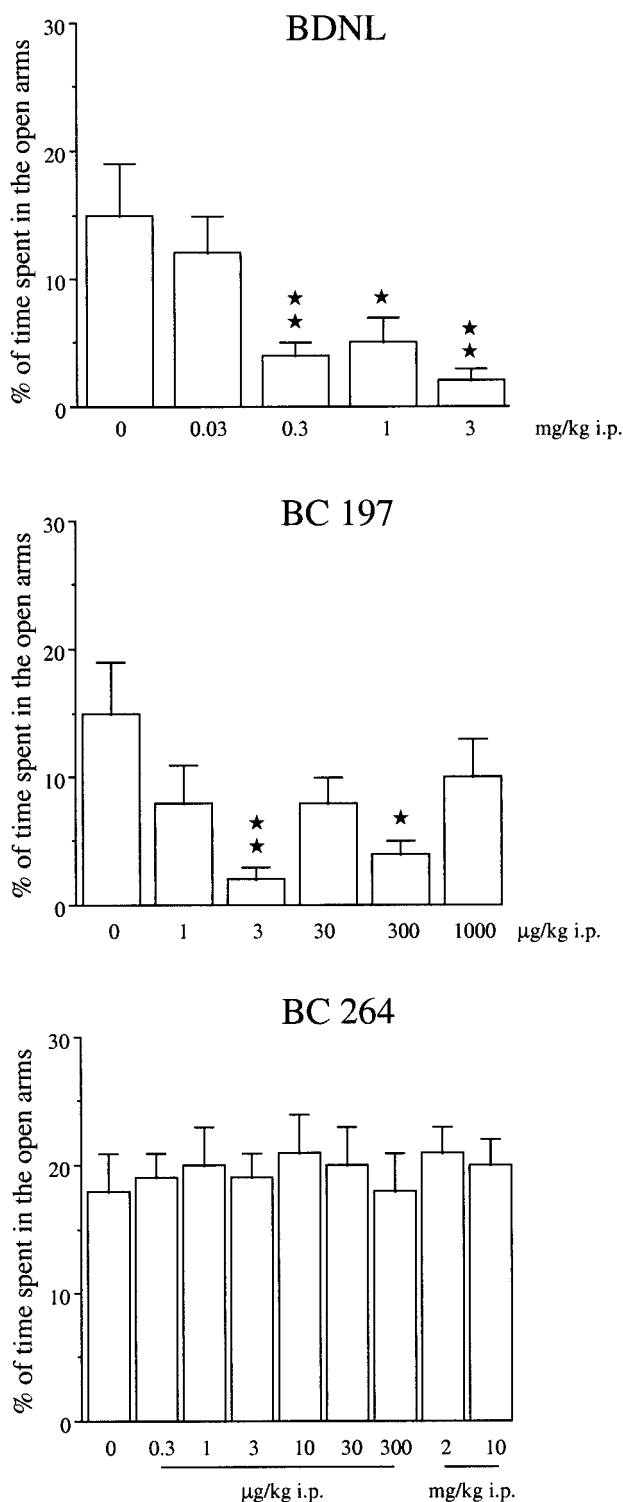 BDNL
% of time spent in the open arms
30
20
10
0
0 0.03 0.3 1 3 mg/kg i.p.
★ ★ ★
★ ★
BC 197
% of time spent in the open arms
30
20
10
0
★ ★
★
0 1 3 30 300 1000 µg/kg i.p.
BC 264
% of time spent in the open arms
30
20
10
0
0 0.3 1 3 10 30 300 2 10
µg/kg i.p. mg/kg i.p.